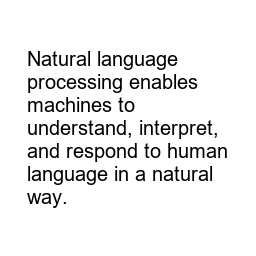 Natural language
processing enables
machines to
understand, interpret,
and respond to human
language in a natural
way.